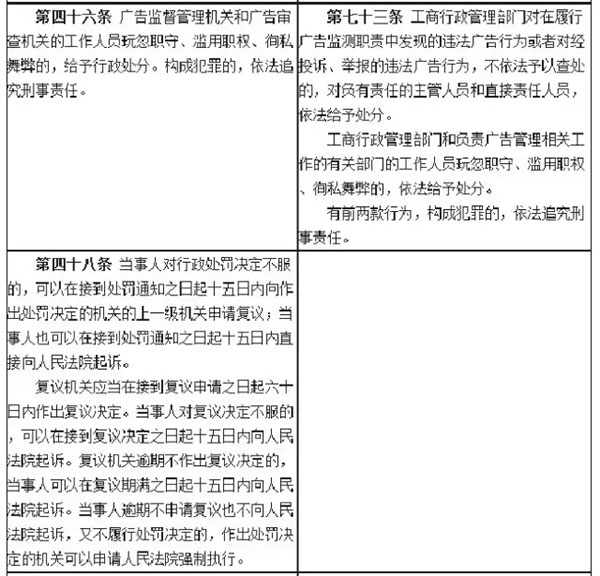 第四十六条 广告监督管理机关和广告审
查机关的工作人员玩忽职守、滥用职权、徇私
舞弊的，给予行政处分。构成犯罪的，依法追
究刑事责任。
第七十三条 工商行政管理部门对在履行
广告监测职责中发现的违法广告行为或者对经
投诉、举报的违法广告行为，不依法予以查处
的，对负有责任的主管人员和直接责任人员，
依法给予处分。
工商行政管理部门和负责广告管理相关工
作的有关部门的工作人员玩忽职守、滥用职权
、徇私舞弊的，依法给予处分。
有前两款行为，构成犯罪的，依法追究刑
事责任。
第四十八条 当事人对行政处罚决定不服
的，可以在接到处罚通知之日起十五日内向作
出处罚决定的机关的上一级机关申请复议；当
事人也可以在接到处罚通知之日起十五日内直
接向人民法院起诉。
复议机关应当在接到复议申请之日起六十
日内作出复议决定。当事人对复议决定不服的
，可以在接到复议决定之日起十五日内向人民
法院起诉。复议机关逾期不作出复议决定的，
当事人可以在复议期满之日起十五日内向人民
法院起诉。当事人逾期不申请复议也不向人民
法院起诉，又不履行处罚决定的，作出处罚决
定的机关可以申请人民法院强制执行。